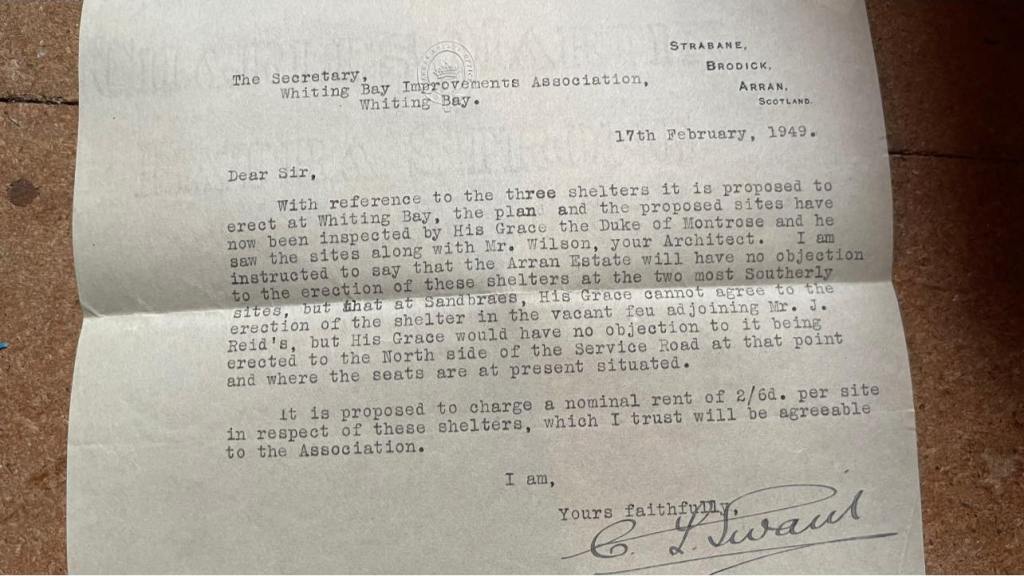 STRABANE,
BRODICK,
ARRAN,
SCOTLAND.
The Secretary,
Whiting Bay Improvements Association,
Whiting Bay.
17th February, 1949.
Dear Sir,
With reference to the three shelters it is proposed to
erect at Whiting Bay, the plan and the proposed sites have
now been inspected by His Grace the Duke of Montrose and he
saw the sites along with Mr. Wilson, your Architect. I am
instructed to say that the Arran Estate will have no objection
to the erection of these shelters at the two most Southerly
sites, but that at Sandbraes, His Grace cannot agree to the
erection of the shelter in the vacant feu adjoining Mr. J.
Reid's, but His Grace would have no objection to it being
erected to the North side of the Service Road at that point
and where the seats are at present situated.
It is proposed to charge a nominal rent of 2/6d. per site
in respect of these shelters, which I trust will be agreeable
to the Association.
I am,
Yours faithfully,
C. L.